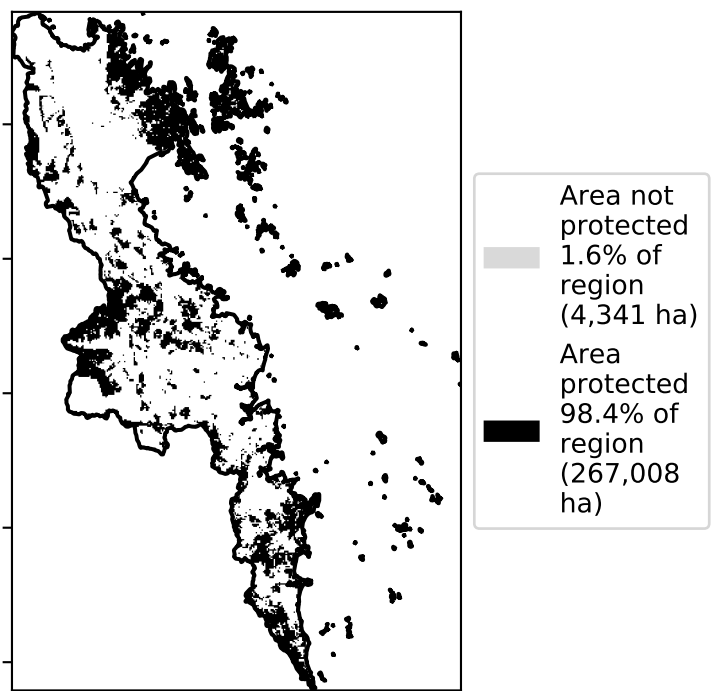 Area not
protected
1.6% of
region
(4,341 ha)
Area
protected
98.4% of
region
(267,008
ha)